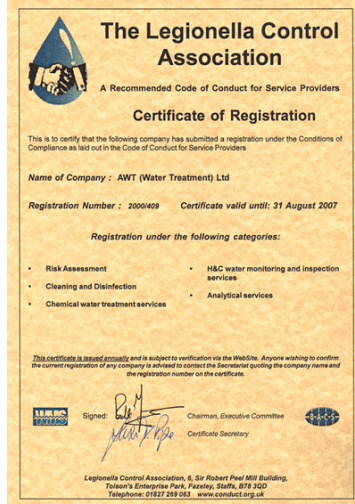 The Legionella Control
Association
A Recommended Code of Conduct for Service Providers
Certificate of Registration
This is to certify that the following company has submitted a registration under the Conditions of
Compliance as laid out in the Code of Conduct for Service Providers
Name of Company : AWT (Water Treatment) Ltd
Registration Number : 2000/409 Certificate valid until: 31 August 2007
Registration under the following categories:
• Risk Assessment
• Cleaning and Disinfection
• Chemical water treatment services
• H&C water monitoring and inspection
services
• Analytical services
This certificate is issued annually and is subject to verification via the WebSite. Anyone wishing to confirm
the current registration of any company is advised to contact the Secretariat quoting the company name and
the registration number on the certificate.
Signed:
Chairman, Executive Committee
Certificate Secretary
B·A·C·S
Legionella Control Association, 6, Sir Robert Peel Mill Building,
Tolson's Enterprise Park, Fazeley, Staffs, B78 3QD
Telephone: 01827 269 063 www.conduct.org.uk